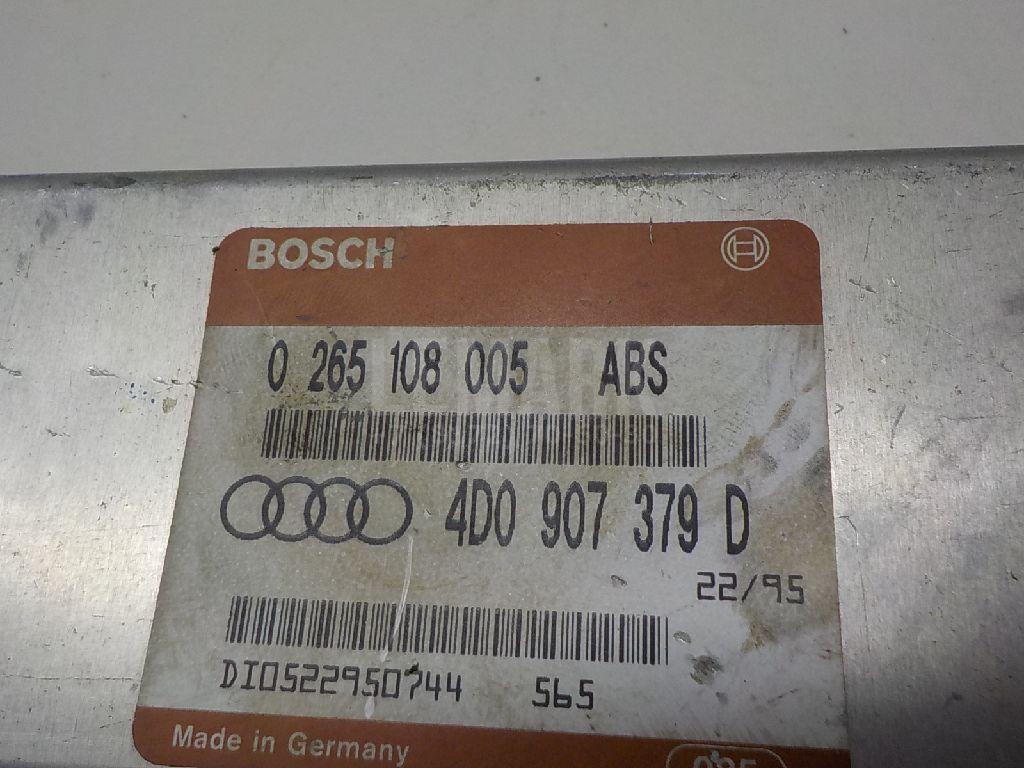 BOSCH
0 265 108 005 ABS
4D0 907 379 D
22/95
DI0522950744 565
Made in Germany